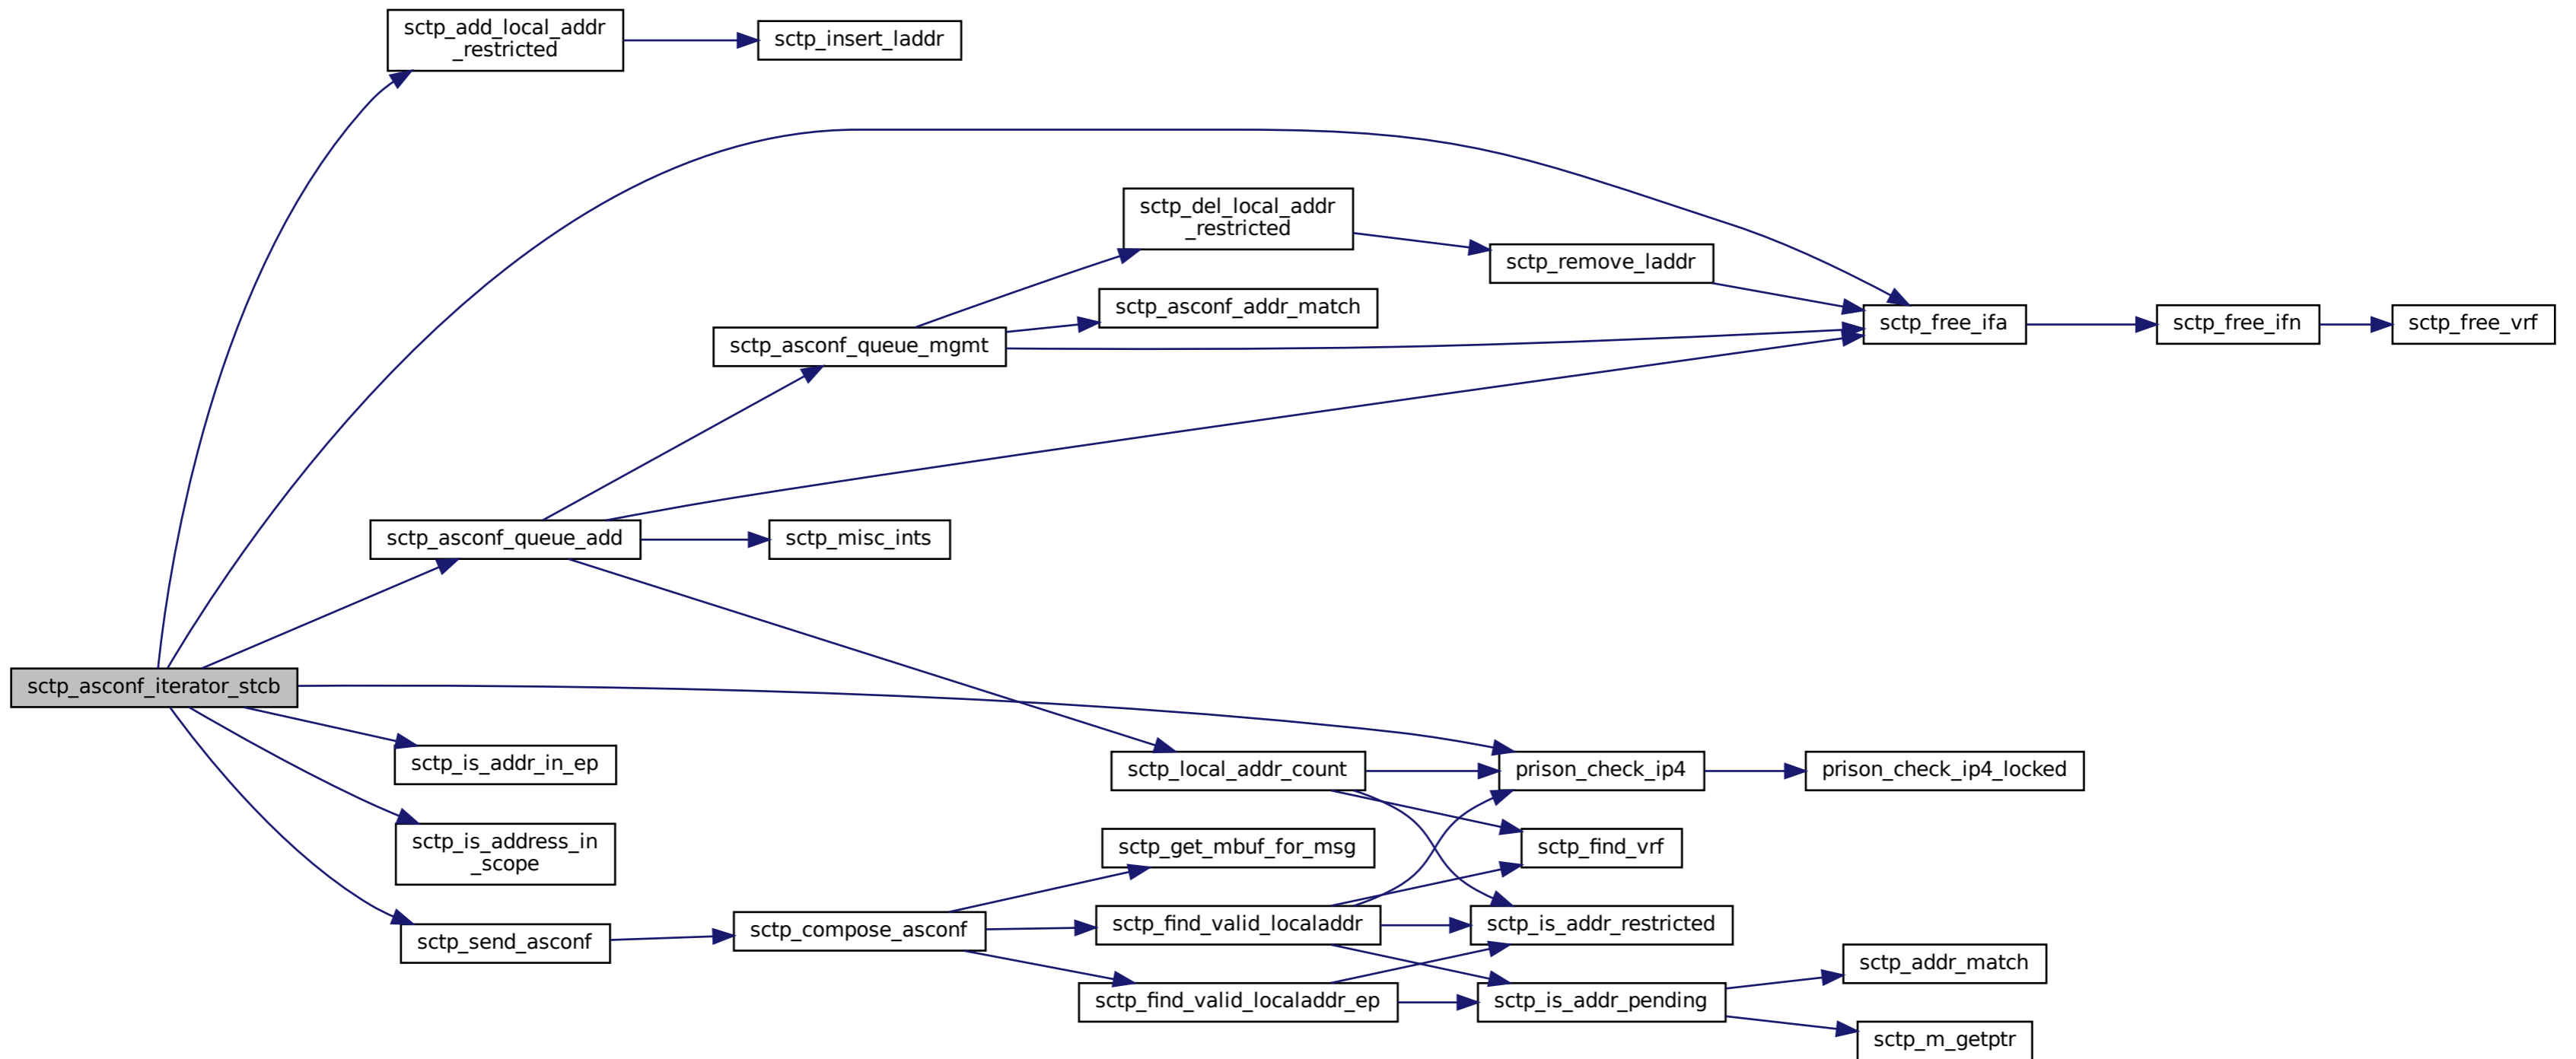 sctp_add_local_addr
_restricted
sctp_insert_laddr
sctp_del_local_addr
_restricted
sctp_remove_laddr
sctp_asconf_addr_match
sctp_asconf_queue_mgmt
sctp_free_ifa
sctp_free_ifn
sctp_free_vrf
sctp_asconf_queue_add
sctp_misc_ints
sctp_asconf_iterator_stcb
sctp_is_addr_in_ep
sctp_local_addr_count
prison_check_ip4
prison_check_ip4_locked
sctp_is_address_in
_scope
sctp_get_mbuf_for_msg
sctp_find_vrf
sctp_send_asconf
sctp_compose_asconf
sctp_find_valid_localaddr
sctp_is_addr_restricted
sctp_find_valid_localaddr_ep
sctp_is_addr_pending
sctp_addr_match
sctp_m_getptr